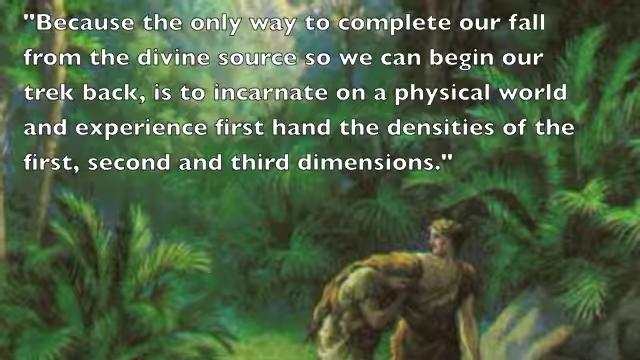 "Because the only way to complete our fall
from the divine source so we can begin our
trek back, is to incarnate on a physical world
and experience first hand the densities of the
first, second and third dimensions."